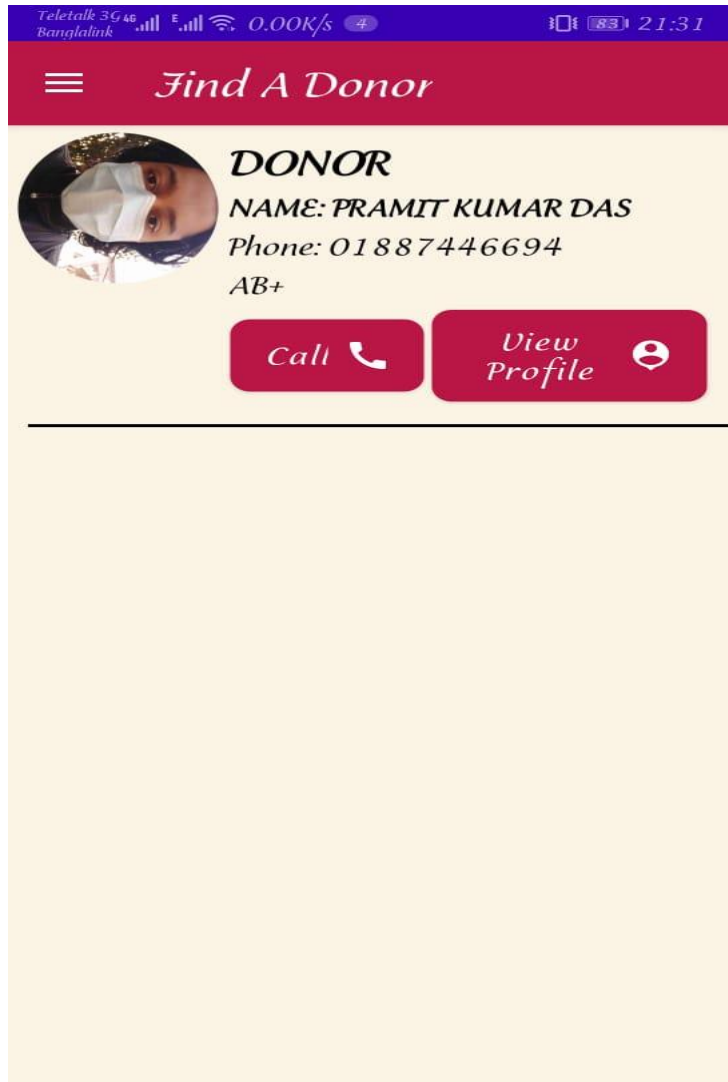 Teletalk 3G 4G E 0.00K/s 4 83 21:31
Banglalink
Find A Donor
DONOR
NAME: PRAMIT KUMAR DAS
Phone: 01887446694
AB+
Call
View
Profile